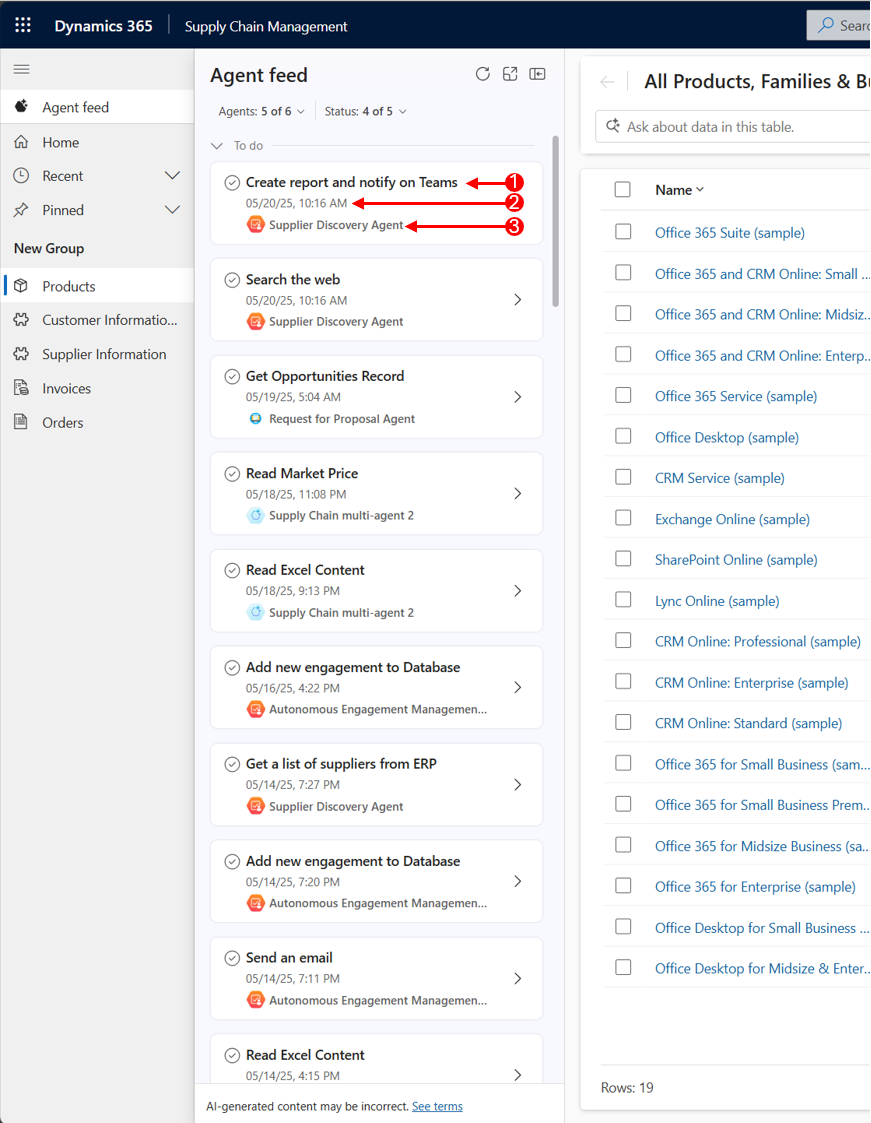 Dynamics 365
Supply Chain Management
Sear
Agent feed
Home
Recent
Pinned
New Group
Products
Customer Informatio...
Supplier Information
Invoices
Orders
Agent feed
Agents: 5 of 6
Status: 4 of 5
To do
Create report and notify on Teams
1
05/20/25, 10:16 AM
2
Supplier Discovery Agent
3
Search the web
05/20/25, 10:16 AM
Supplier Discovery Agent
Get Opportunities Record
05/19/25, 5:04 AM
Request for Proposal Agent
Read Market Price
05/18/25, 11:08 PM
Supply Chain multi-agent 2
Read Excel Content
05/18/25, 9:13 PM
Supply Chain multi-agent 2
Add new engagement to Database
05/16/25, 4:22 PM
Autonomous Engagement Managemen...
Get a list of suppliers from ERP
05/14/25, 7:27 PM
Supplier Discovery Agent
Add new engagement to Database
05/14/25, 7:20 PM
Autonomous Engagement Managemen...
Send an email
05/14/25, 7:11 PM
Autonomous Engagement Managemen...
Read Excel Content
05/14/25, 4:15 PM
AI-generated content may be incorrect. See terms
All Products, Families & Bu
Ask about data in this table.
Name
Office 365 Suite (sample)
Office 365 and CRM Online: Small ...
Office 365 and CRM Online: Midsiz...
Office 365 and CRM Online: Enterp...
Office 365 Service (sample)
Office Desktop (sample)
CRM Service (sample)
Exchange Online (sample)
SharePoint Online (sample)
Lync Online (sample)
CRM Online: Professional (sample)
CRM Online: Enterprise (sample)
CRM Online: Standard (sample)
Office 365 for Small Business (sam...
Office 365 for Small Business Prem...
Office 365 for Midsize Business (sa...
Office 365 for Enterprise (sample)
Office Desktop for Small Business ...
Office Desktop for Midsize & Enter...
Rows: 19